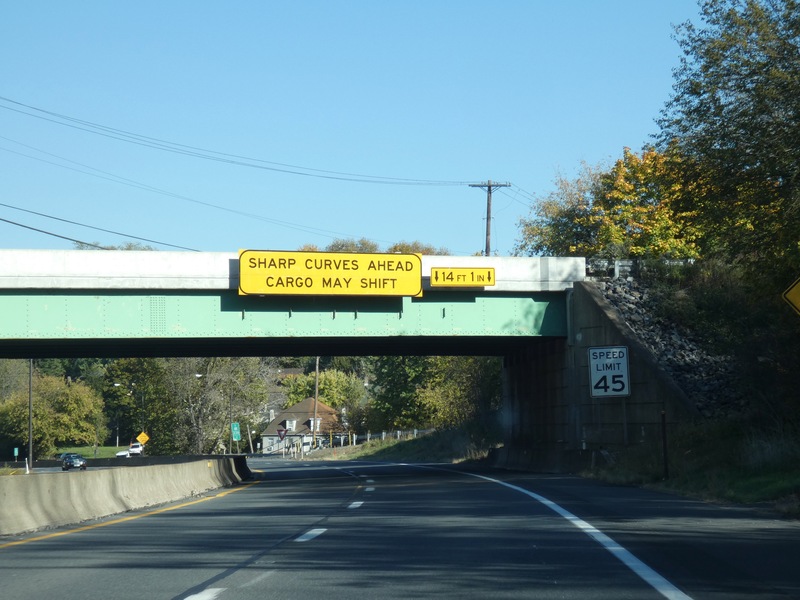 SHARP CURVES AHEAD
CARGO MAY SHIFT
14 FT 1 IN
SPEED
LIMIT
45